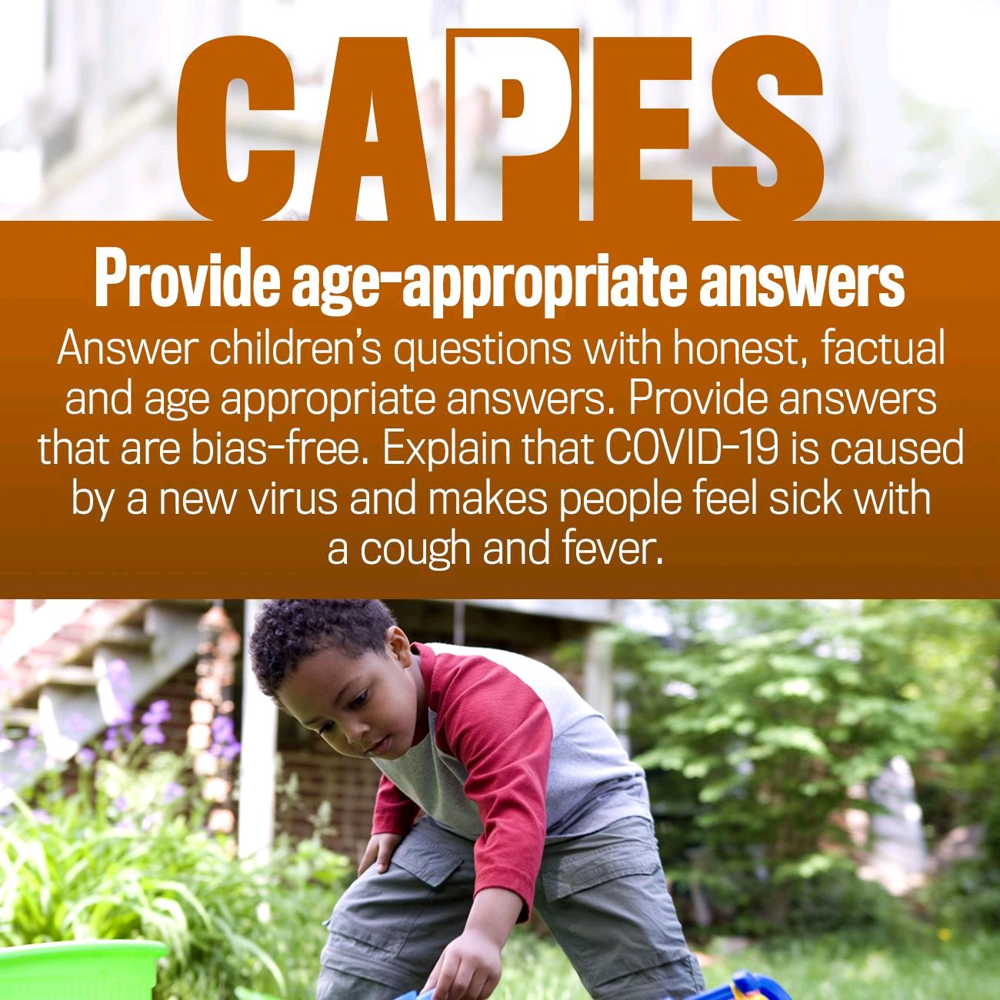 CAPES
Provide age-appropriate answers
Answer children’s questions with honest, factual
and age appropriate answers. Provide answers
that are bias-free. Explain that COVID-19 is caused
by a new virus and makes people feel sick with
a cough and fever.